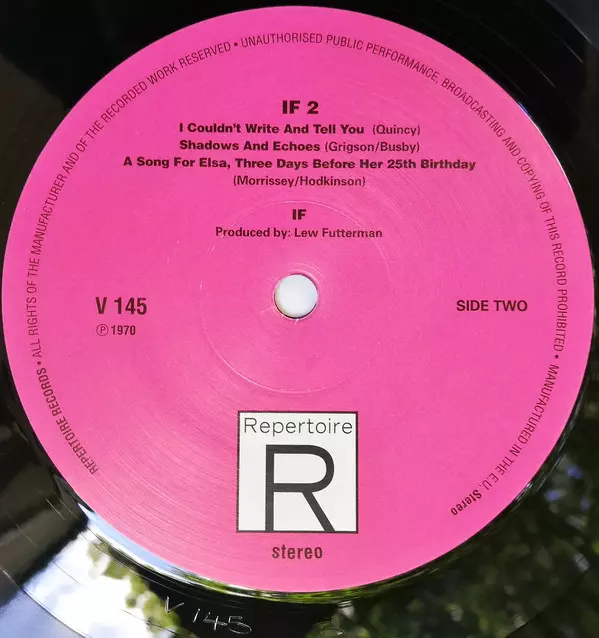 REPERTOIRE RECORDS • ALL RIGHTS OF THE MANUFACTURER AND OF THE RECORDED WORK RESERVED • UNAUTHORISED PUBLIC PERFORMANCE, BROADCASTING AND COPYING OF THIS RECORD PROHIBITED. • MANUFACTURED IN THE E.U. Stereo
IF 2
I Couldn't Write And Tell You (Quincy)
Shadows And Echoes (Grigson/Busby)
A Song For Elsa, Three Days Before Her 25th Birthday
(Morrissey/Hodkinson)
IF
Produced by: Lew Futterman
V 145
℗ 1970
SIDE TWO
Repertoire
R
stereo
V 145